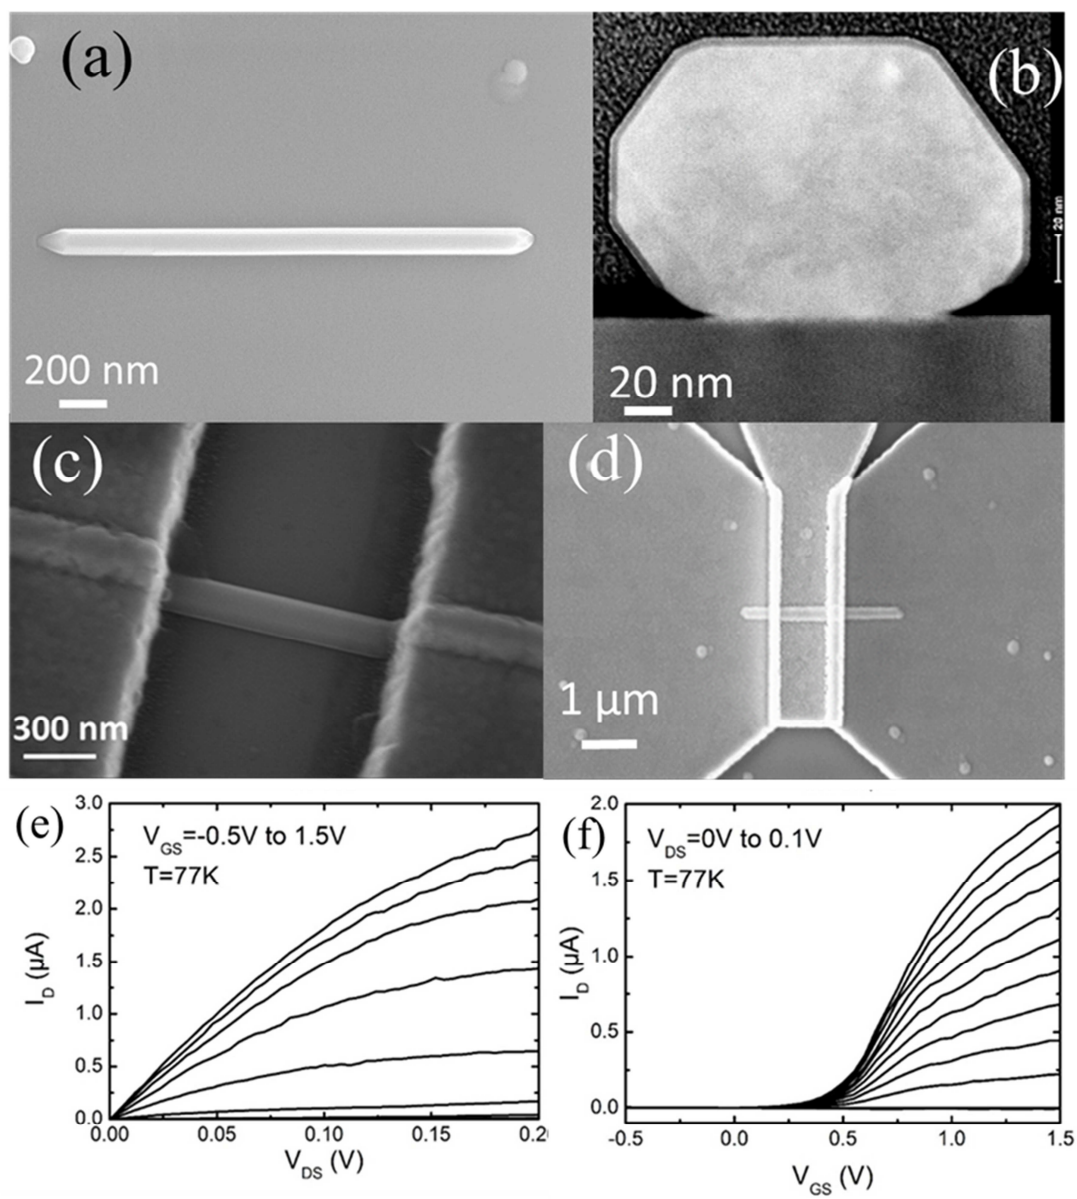 (a)
200 nm
(b)
20 nm
20 nm
(c)
300 nm
(d)
1 µm
(e)
V_GS=-0.5V to 1.5V
T=77K
3.0
2.5
2.0
1.5
1.0
0.5
0.0
I_D (µA)
0.00 0.05 0.10 0.15 0.2
V_DS (V)
(f)
V_DS=0V to 0.1V
T=77K
2.0
1.5
1.0
0.5
0.0
I_D (µA)
-0.5 0.0 0.5 1.0 1.5
V_GS (V)